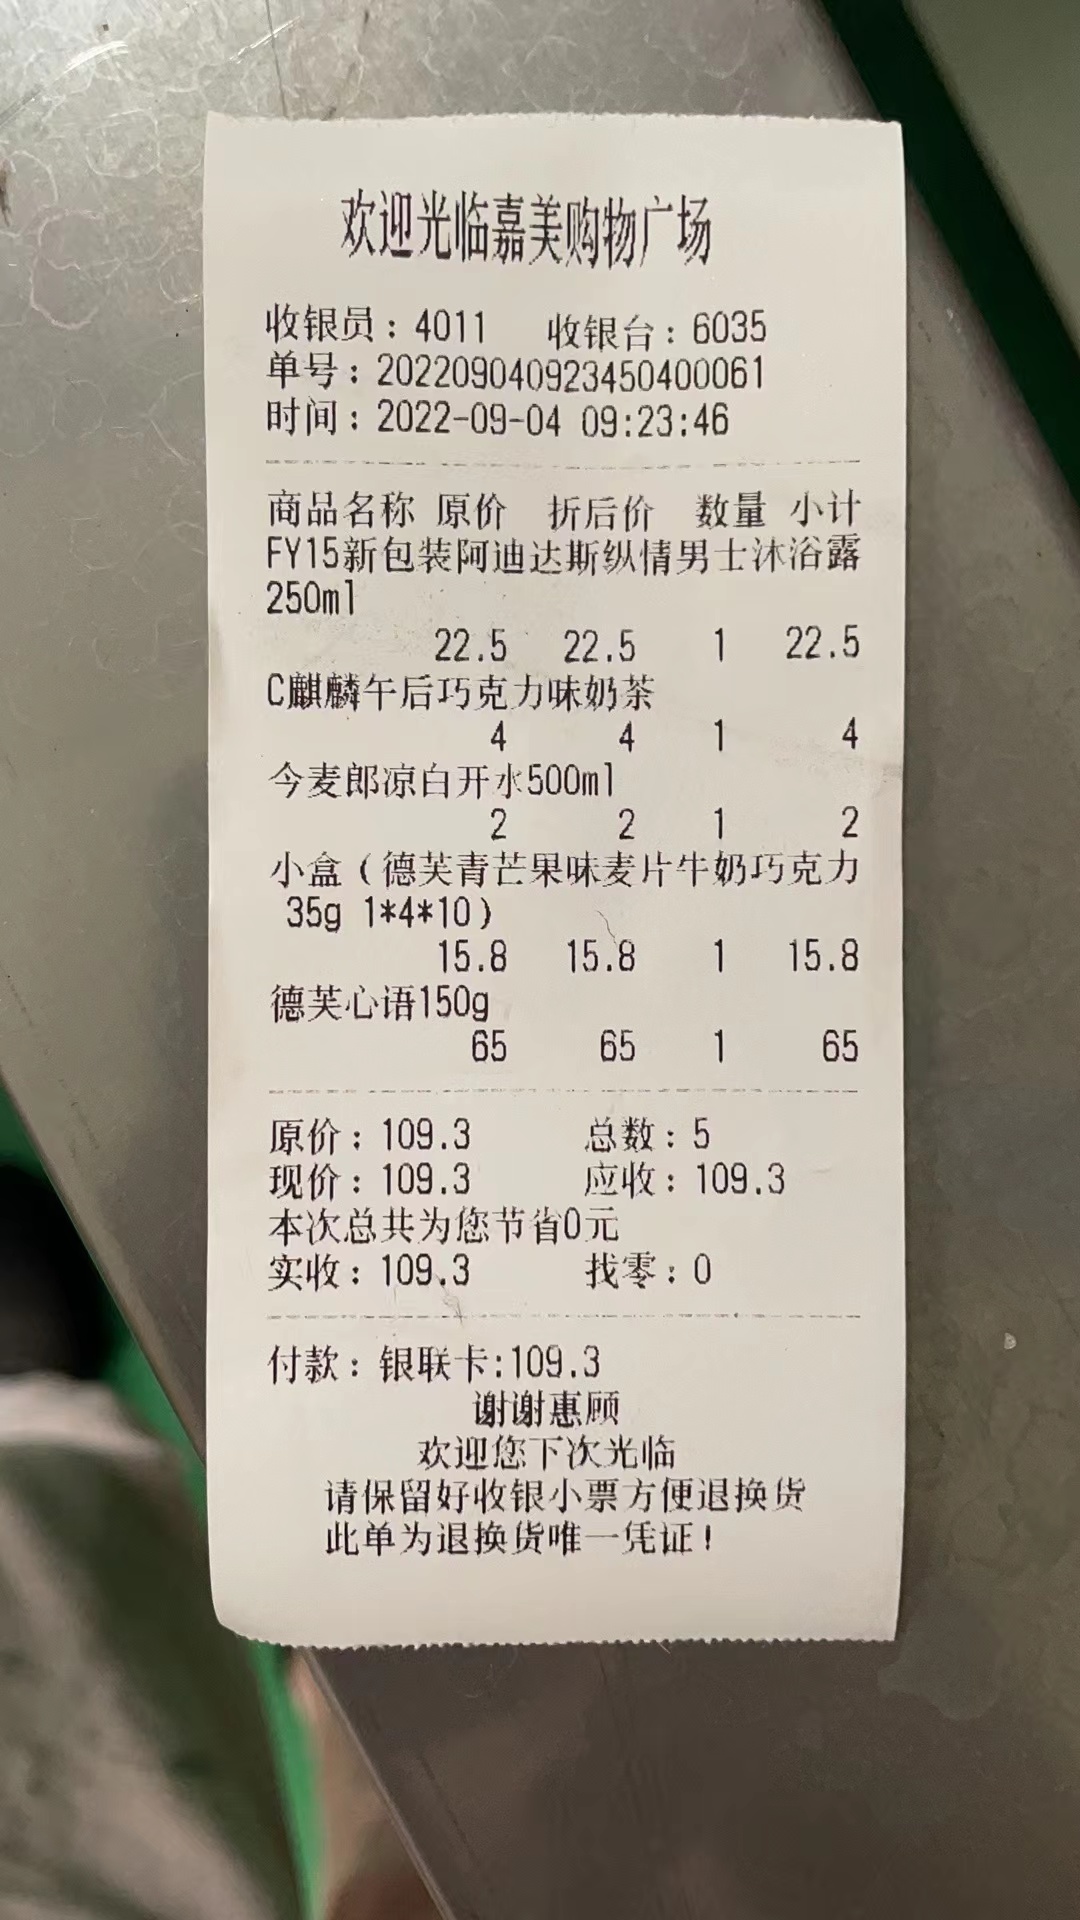 欢迎光临嘉美购物广场
收银员：4011 收银台：6035
单号：202209040923450400061
时间：2022-09-04 09:23:46
商品名称 原价 折后价 数量 小计
FY15新包装阿迪达斯纵情男士沐浴露
250ml
22.5 22.5 1 22.5
C麒麟午后巧克力味奶茶
4 4 1 4
今麦郎凉白开水500ml
2 2 1 2
小盒（德芙青芒果味麦片牛奶巧克力
35g 1*4*10）
15.8 15.8 1 15.8
德芙心语150g
65 65 1 65
原价：109.3 总数：5
现价：109.3 应收：109.3
本次总共为您节省0元
实收：109.3 找零：0
付款：银联卡:109.3
谢谢惠顾
欢迎您下次光临
请保留好收银小票方便退换货
此单为退换货唯一凭证！